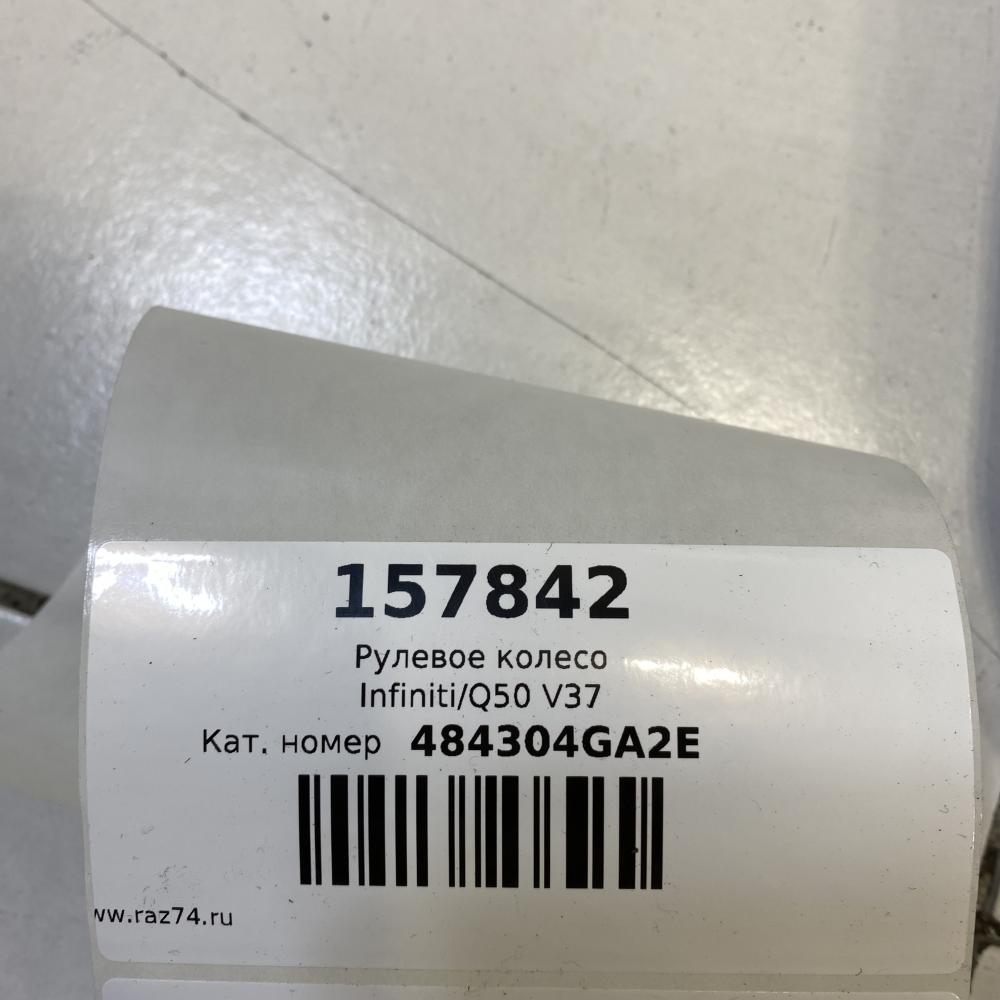 157842
Рулевое колесо
Infiniti/Q50 V37
Кат. номер 484304GA2E
ww.raz74.ru